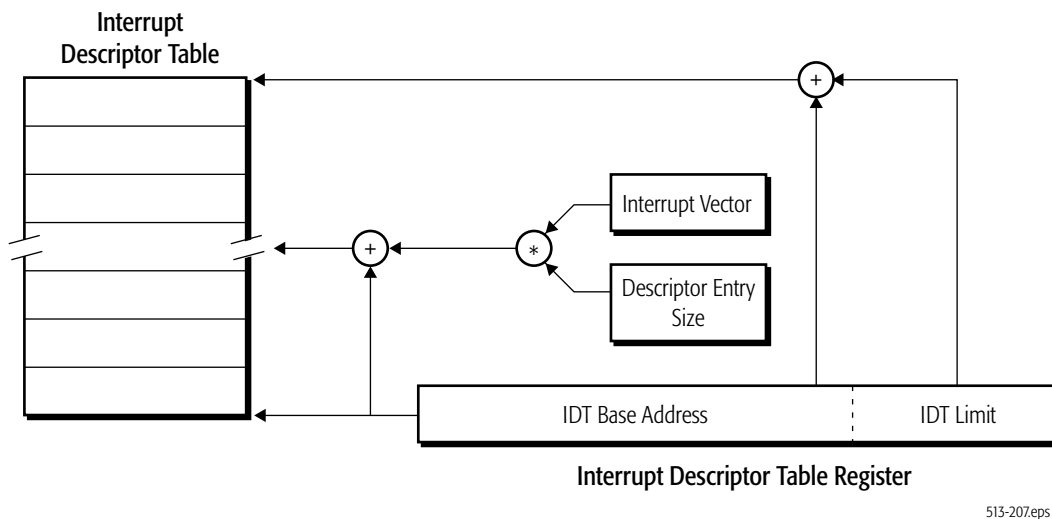 Interrupt
Descriptor Table
+
Interrupt Vector
+
*
Descriptor Entry
Size
IDT Base Address
IDT Limit
Interrupt Descriptor Table Register
513-207.eps